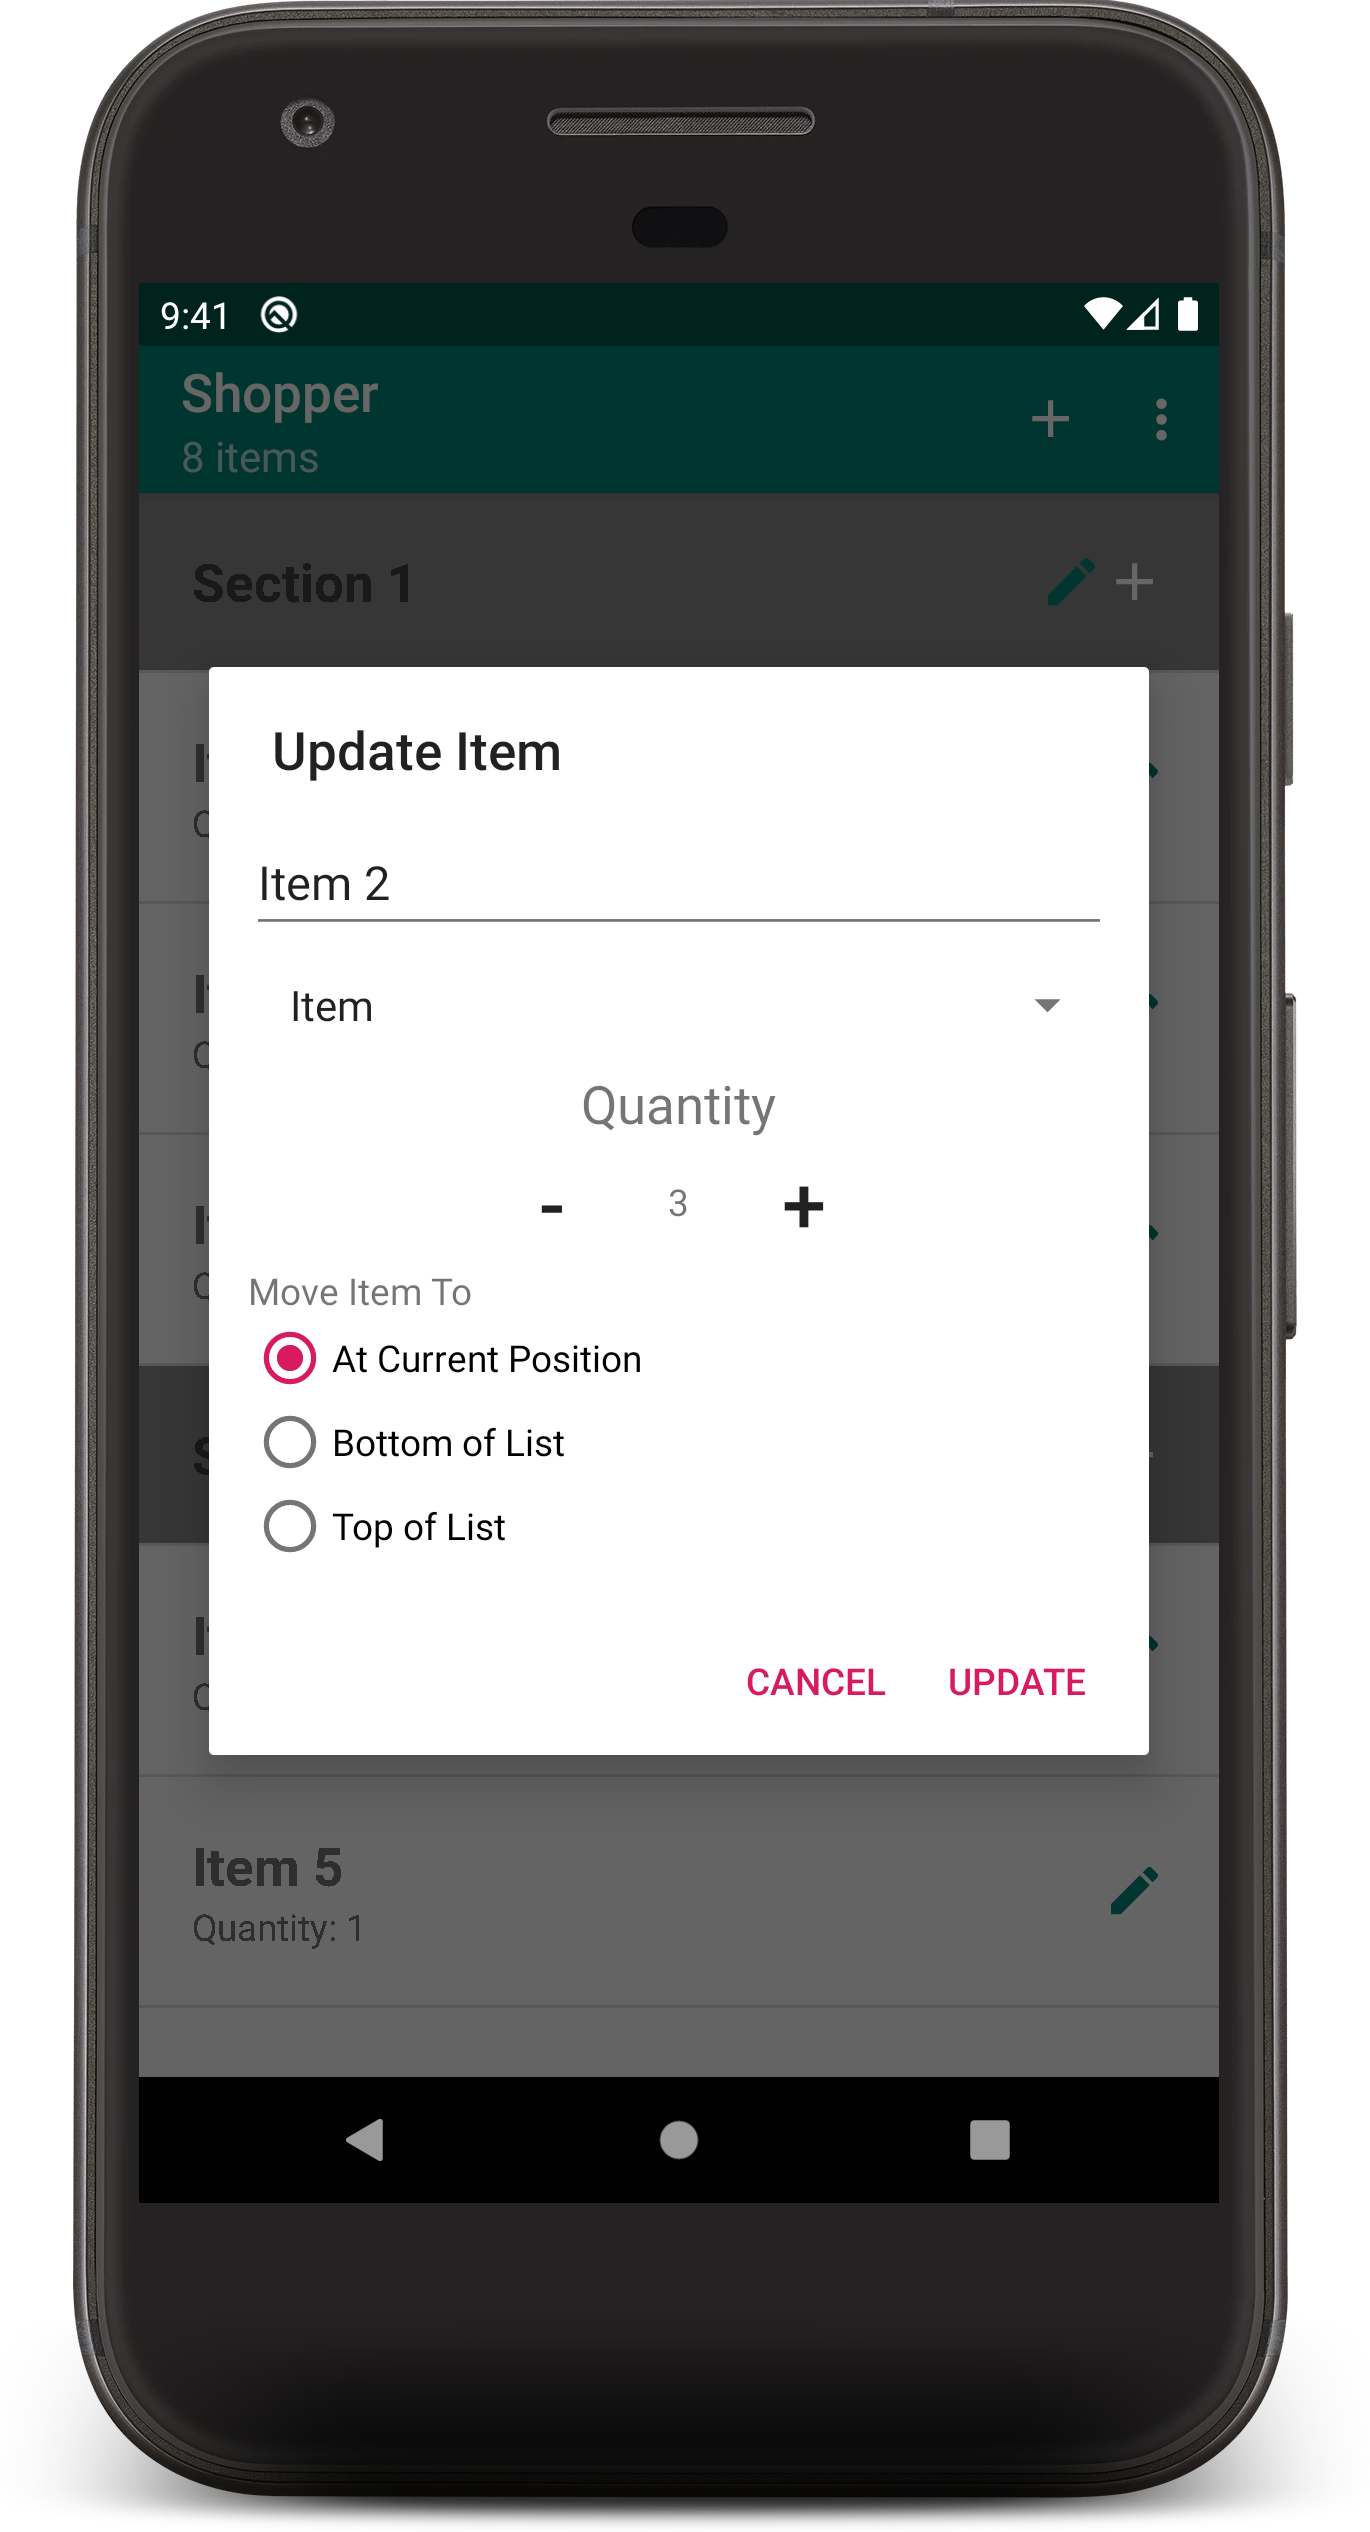 9:41
Shopper
8 items
Section 1
Update Item
Item 2
Item
Quantity
- 3 +
Move Item To
At Current Position
Bottom of List
Top of List
CANCEL UPDATE
Item 5
Quantity: 1